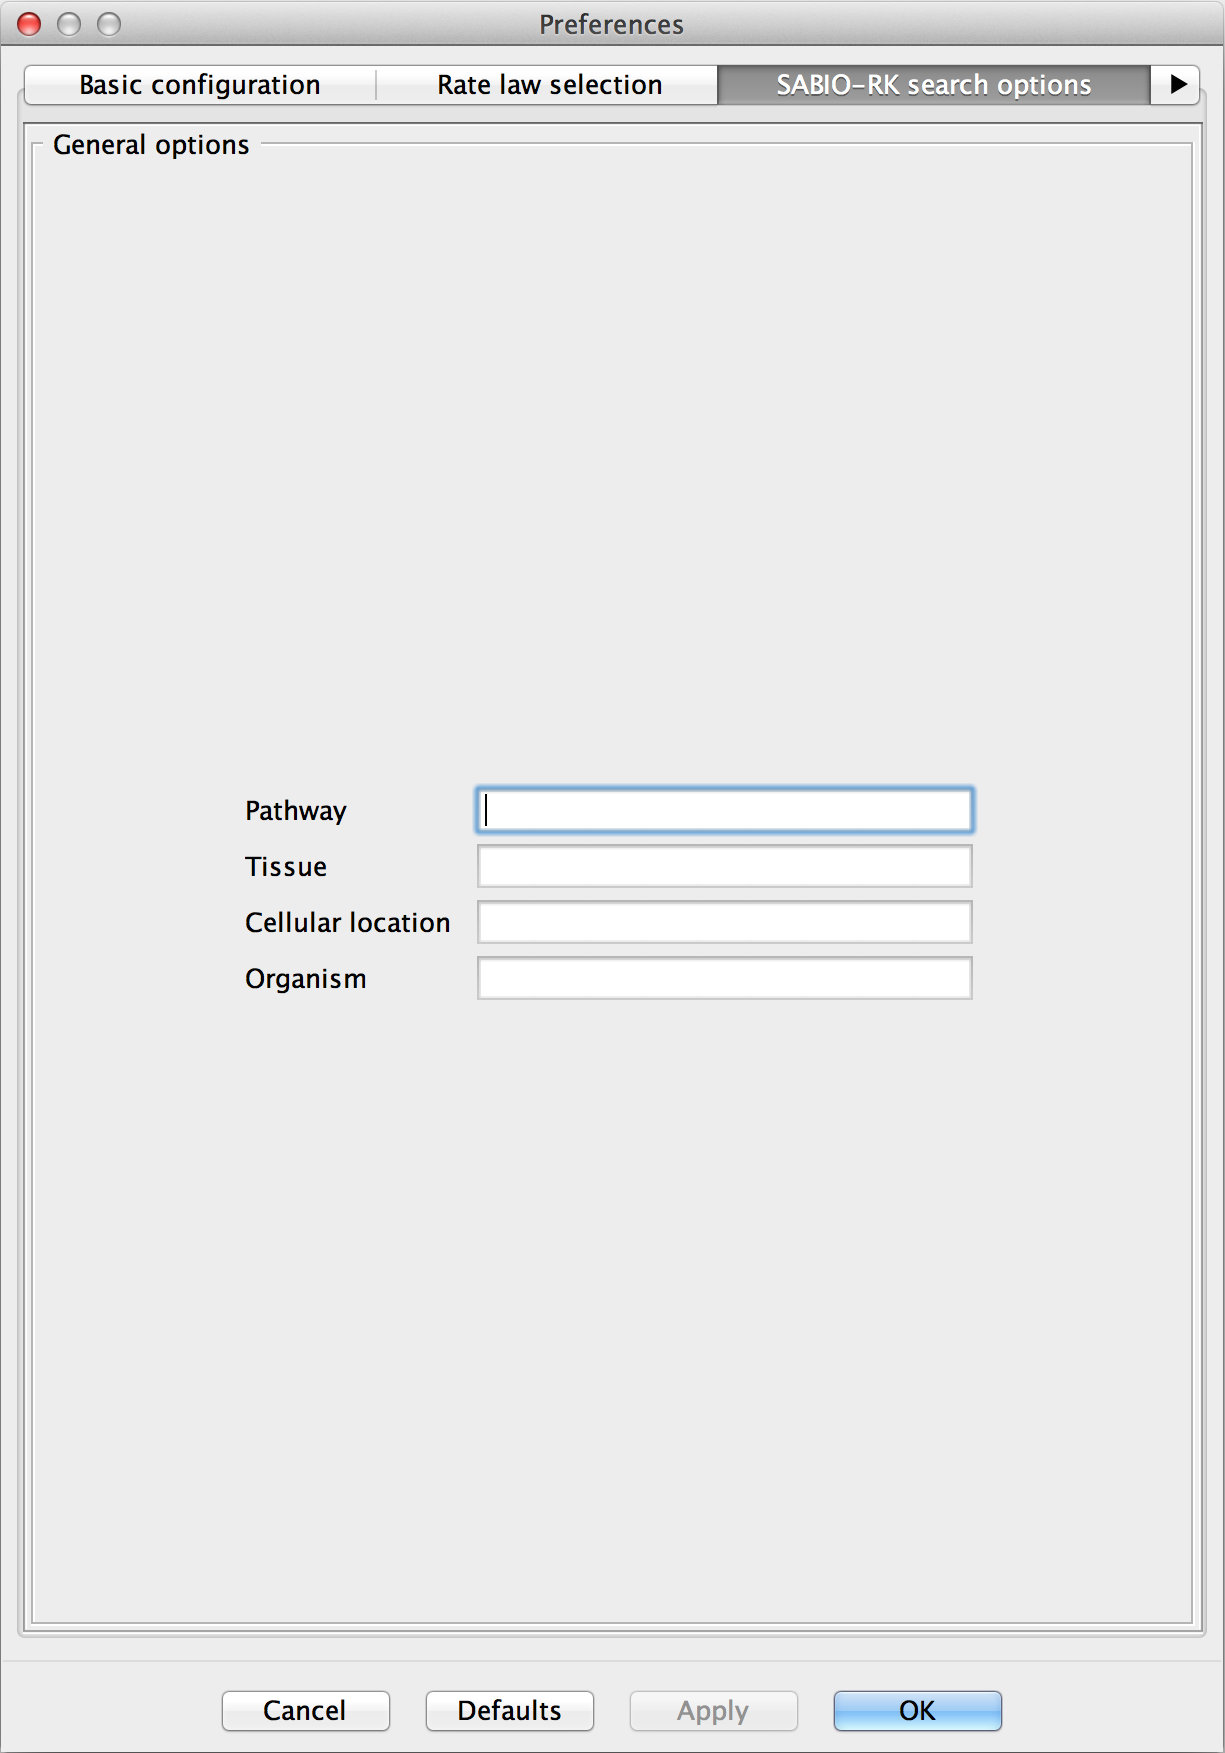 Preferences
Basic configuration Rate law selection SABIO-RK search options
General options
Pathway
Tissue
Cellular location
Organism
Cancel Defaults Apply OK